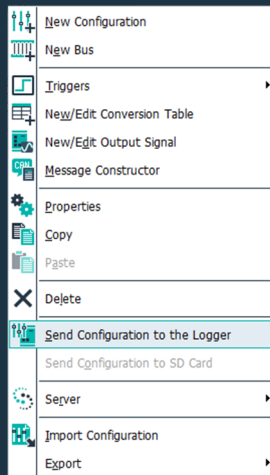 New Configuration
New Bus
Triggers
New/Edit Conversion Table
New/Edit Output Signal
CAN
Message Constructor
Properties
Copy
Paste
Delete
Send Configuration to the Logger
Send Configuration to SD Card
Server
Import Configuration
Export